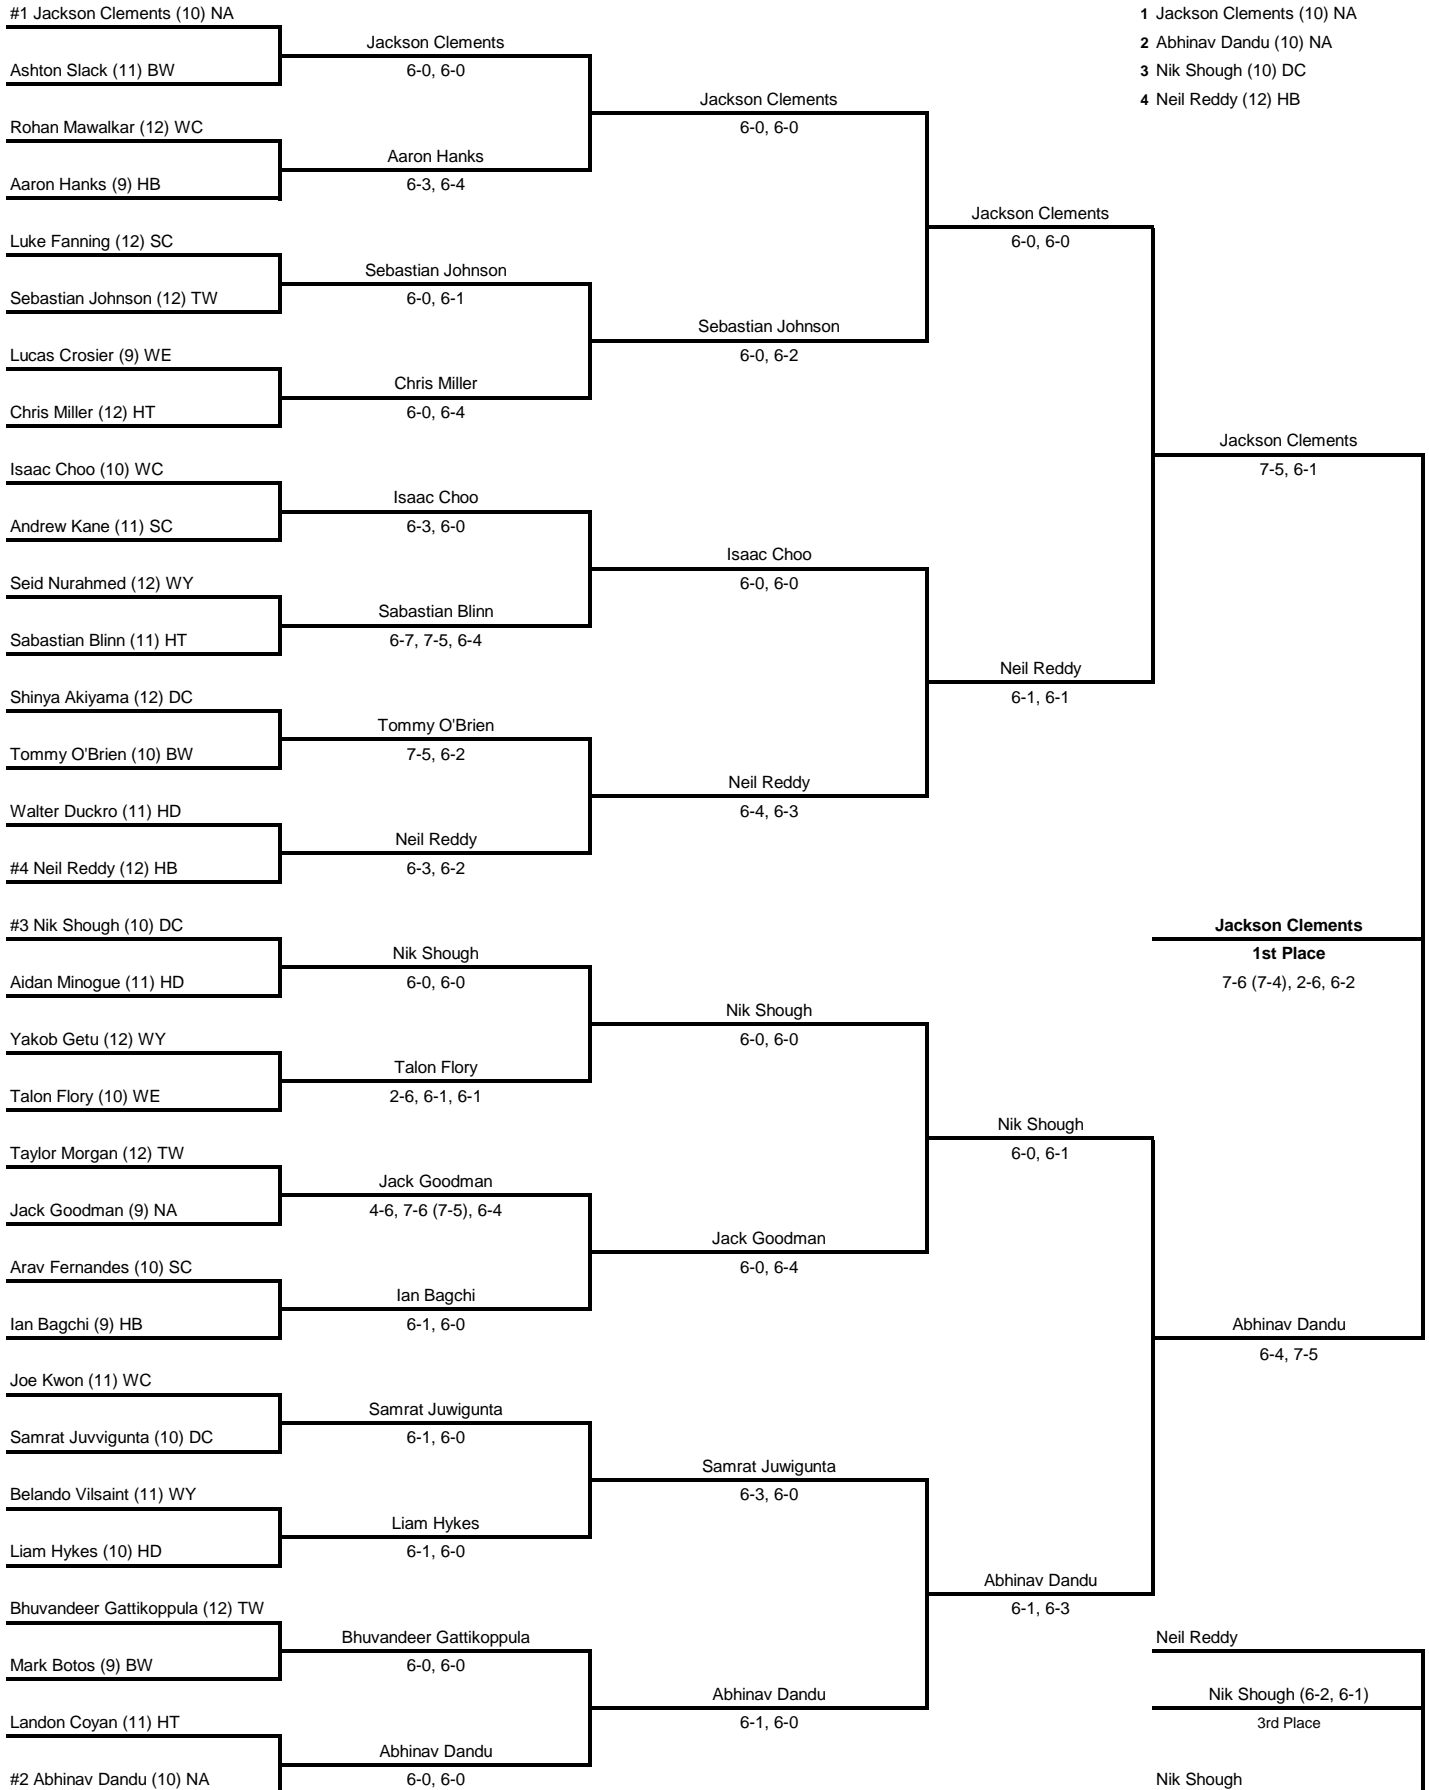 #1 Jackson Clements (10) NA
Ashton Slack (11) BW
Rohan Mawalkar (12) WC
Aaron Hanks (9) HB
Luke Fanning (12) SC
Sebastian Johnson (12) TW
Lucas Crosier (9) WE
Chris Miller (12) HT
Isaac Choo (10) WC
Andrew Kane (11) SC
Seid Nurahmed (12) WY
Sabastian Blinn (11) HT
Shinya Akiyama (12) DC
Tommy O'Brien (10) BW
Walter Duckro (11) HD
#4 Neil Reddy (12) HB
#3 Nik Shough (10) DC
Aidan Minogue (11) HD
Yakob Getu (12) WY
Talon Flory (10) WE
Taylor Morgan (12) TW
Jack Goodman (9) NA
Arav Fernandes (10) SC
Ian Bagchi (9) HB
Joe Kwon (11) WC
Samrat Juvvigunta (10) DC
Belando Vilsaint (11) WY
Liam Hykes (10) HD
Bhuvandeer Gattikoppula (12) TW
Mark Botos (9) BW
Landon Coyan (11) HT
#2 Abhinav Dandu (10) NA
Jackson Clements
6-0, 6-0
Aaron Hanks
6-3, 6-4
Sebastian Johnson
6-0, 6-1
Chris Miller
6-0, 6-4
Isaac Choo
6-3, 6-0
Sabastian Blinn
6-7, 7-5, 6-4
Tommy O'Brien
7-5, 6-2
Neil Reddy
6-3, 6-2
Nik Shough
6-0, 6-0
Talon Flory
2-6, 6-1, 6-1
Jack Goodman
4-6, 7-6 (7-5), 6-4
Ian Bagchi
6-1, 6-0
Samrat Juwigunta
6-1, 6-0
Liam Hykes
6-1, 6-0
Bhuvandeer Gattikoppula
6-0, 6-0
Abhinav Dandu
6-0, 6-0
Jackson Clements
6-0, 6-0
Sebastian Johnson
6-0, 6-2
Isaac Choo
6-0, 6-0
Neil Reddy
6-4, 6-3
Nik Shough
6-0, 6-0
Jack Goodman
6-0, 6-4
Samrat Juwigunta
6-3, 6-0
Abhinav Dandu
6-1, 6-0
Jackson Clements
6-0, 6-0
Neil Reddy
6-1, 6-1
Nik Shough
6-0, 6-1
Abhinav Dandu
6-1, 6-3
1 Jackson Clements (10) NA
2 Abhinav Dandu (10) NA
3 Nik Shough (10) DC
4 Neil Reddy (12) HB
Jackson Clements
7-5, 6-1
Jackson Clements
1st Place
7-6 (7-4), 2-6, 6-2
Abhinav Dandu
6-4, 7-5
Neil Reddy
Nik Shough (6-2, 6-1)
3rd Place
Nik Shough